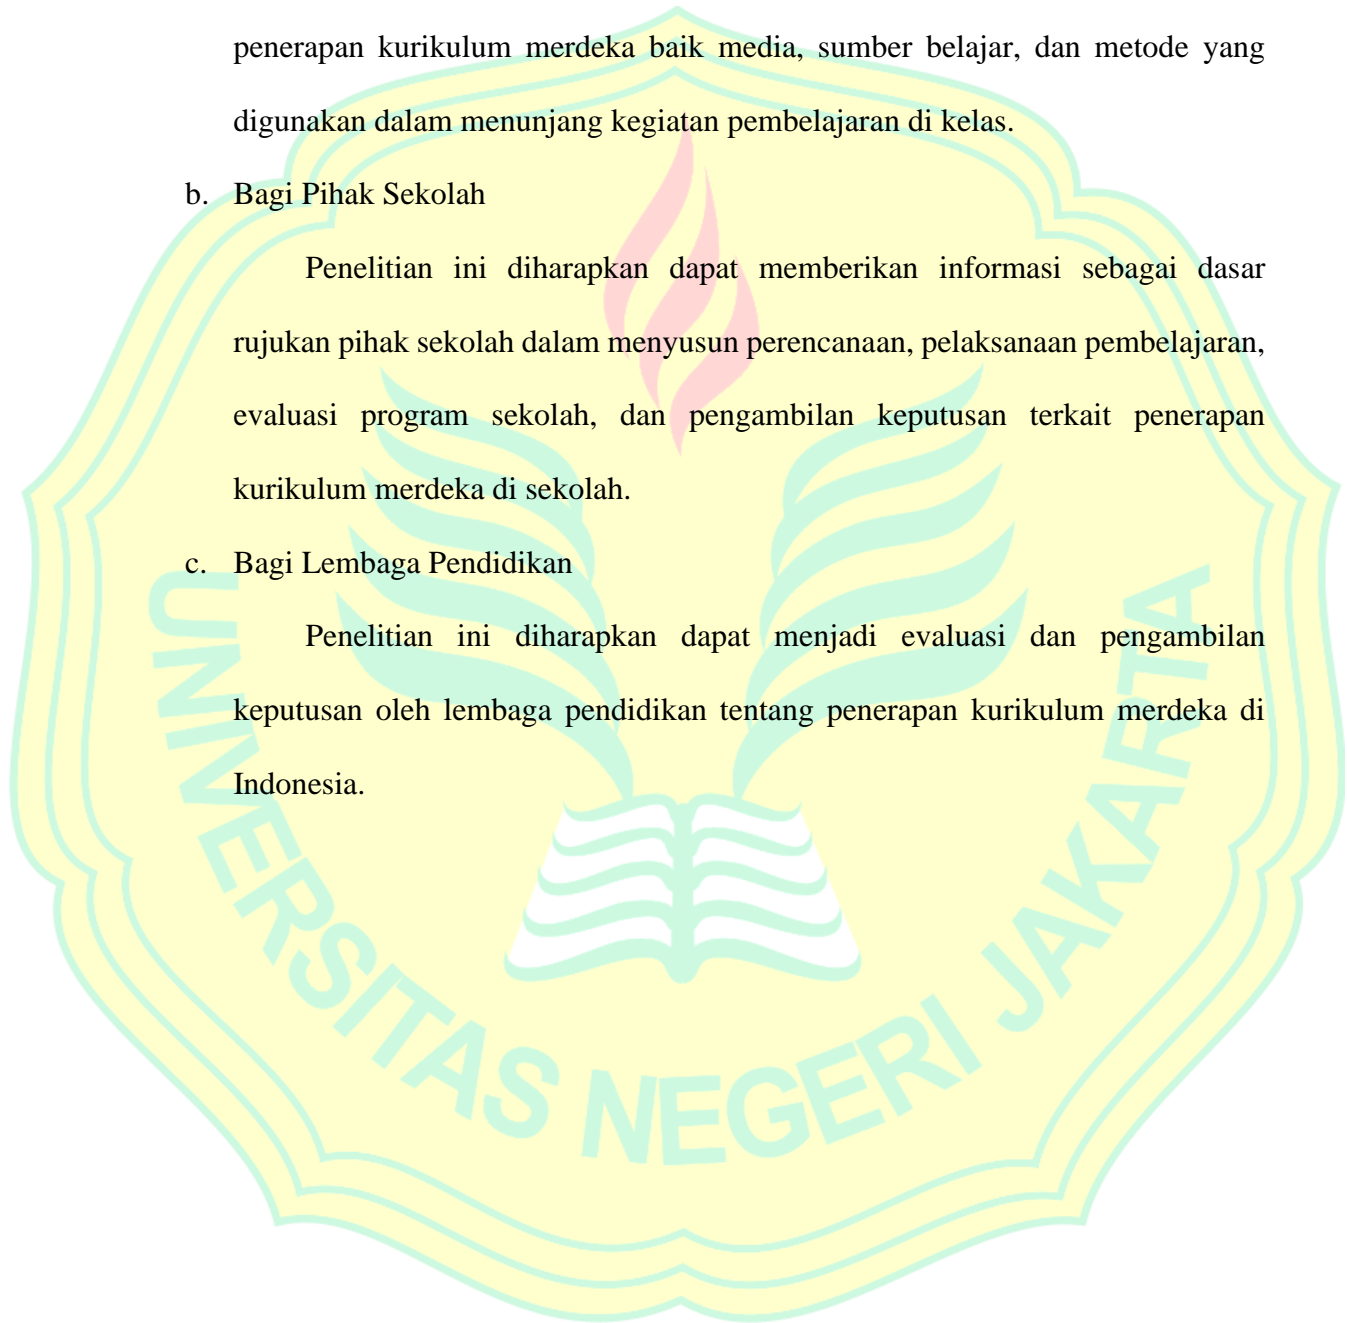 penerapan kurikulum merdeka baik media, sumber belajar, dan metode yang
digunakan dalam menunjang kegiatan pembelajaran di kelas.
b. Bagi Pihak Sekolah
Penelitian ini diharapkan dapat memberikan informasi sebagai dasar
rujukan pihak sekolah dalam menyusun perencanaan, pelaksanaan pembelajaran,
evaluasi program sekolah, dan pengambilan keputusan terkait penerapan
kurikulum merdeka di sekolah.
c. Bagi Lembaga Pendidikan
Penelitian ini diharapkan dapat menjadi evaluasi dan pengambilan
keputusan oleh lembaga pendidikan tentang penerapan kurikulum merdeka di
Indonesia.
UNIVERSITAS NEGERI JAKARTA